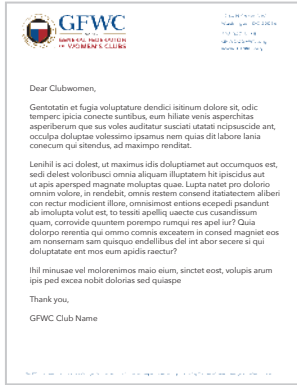 GFWC
GENERAL FEDERATION
OF WOMEN'S CLUBS
Dear Clubwomen,
Gentotatin et fugia voluptature dendici isitinum dolore sit, odic
temperc ipicia conecte suntibus, eum hiliate venis asperchitas
asperiberum que sus voles auditatur susciati utatati ncipsuscide ant,
occulpa doluptae volessimo ipsamus nem quias dit labore lania
conecum qui sitendus, ad maximpo renditat.
Lenihil is aci dolest, ut maximus idis doluptiamet aut occumquos est,
sedi delest voloribusci omnia aliquam illuptatem hit ipiscidus aut
ut apis aspersped magnate moluptas quae. Lupta natet pro dolorio
omnim volore, in rendebit, omnis restem consend itatiatectem aliberi
con rectur modicient illore, omnisimost entions ecepedi psandunt
ab imolupta volut est, to tessiti apelliq uaecte cus cusandissum
quam, corrovide quuntem porempo rumqui res apel iur? Quia
dolorpo rerentia qui ommo comnis exceatem in consed magniet eos
am nonsernam sam quisquo endellibus del int abor secere si qui
doluptatate ent mos eum apidis raectur?
Ihil minusae vel molorenimos maio eium, sinctet eost, volupis arum
ipis ped excea nobit dolorias sed quiaspe
Thank you,
GFWC Club Name